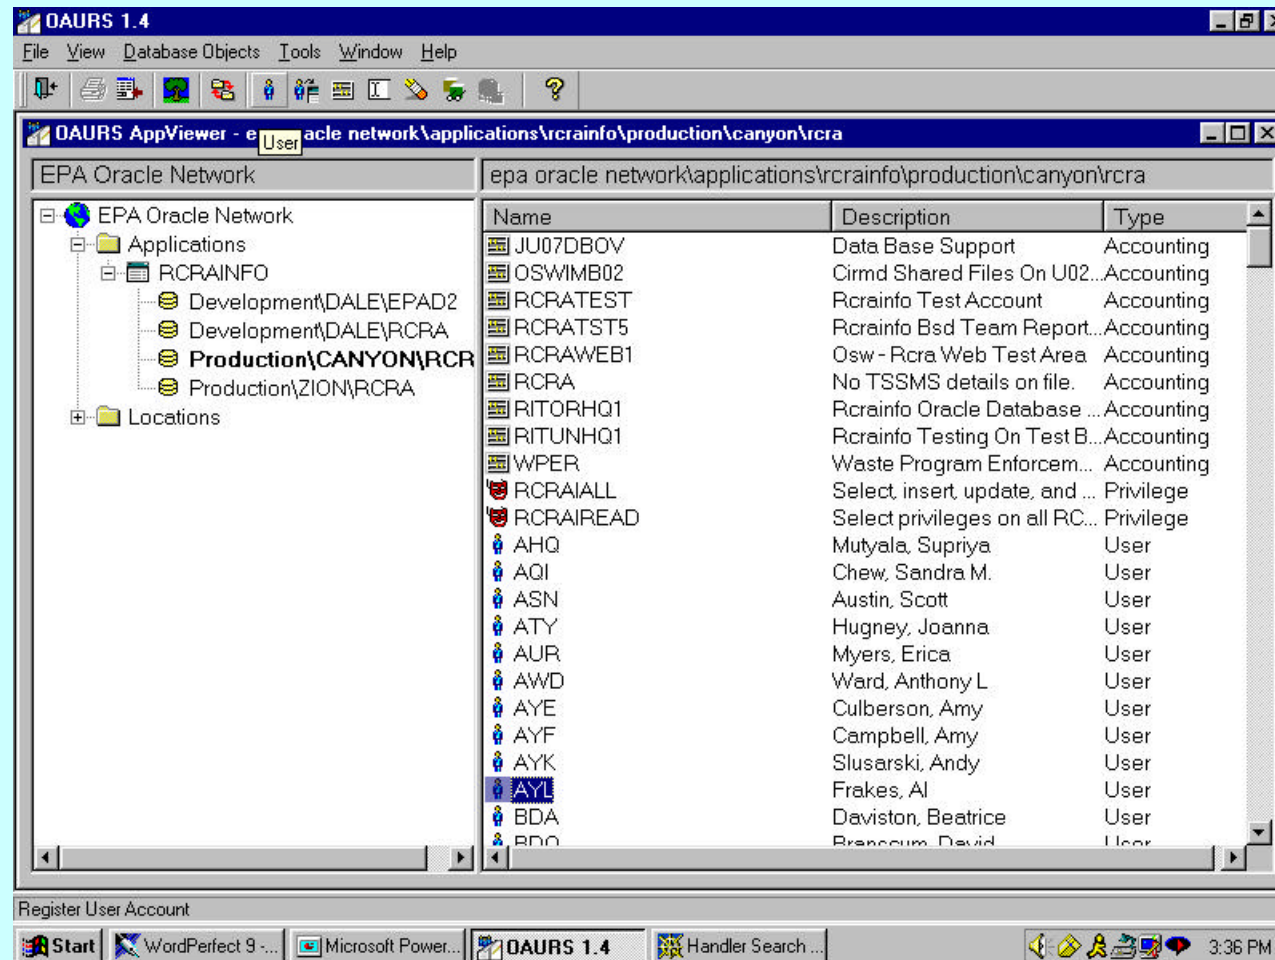 OAURS 1.4
File View Database Objects Tools Window Help
OAURS AppViewer - e acle network\applications\rcrainfo\production\canyon\rcra
User
EPA Oracle Network
epa oracle network\applications\rcrainfo\production\canyon\rcra
EPA Oracle Network
Applications
RCRAINFO
Development\DALE\EPAD2
Development\DALE\RCRA
Production\CANYON\RCR
Production\ZION\RCRA
Locations
Name Description Type
JU07DBOV Data Base Support Accounting
OSWIMB02 Cirmd Shared Files On U02... Accounting
RCRATEST Rcrainfo Test Account Accounting
RCRATST5 Rcrainfo Bsd Team Report... Accounting
RCRAWEB1 Osw - Rcra Web Test Area Accounting
RCRA No TSSMS details on file. Accounting
RITORHQ1 Rcrainfo Oracle Database ... Accounting
RITUNHQ1 Rcrainfo Testing On Test B... Accounting
WPER Waste Program Enforcem... Accounting
RCRAIALL Select, insert, update, and ... Privilege
RCRAIREAD Select privileges on all RC... Privilege
AHQ Mutyala, Supriya User
AQI Chew, Sandra M. User
ASN Austin, Scott User
ATY Hugney, Joanna User
AUR Myers, Erica User
AWD Ward, Anthony L User
AYE Culberson, Amy User
AYF Campbell, Amy User
AYK Slusarski, Andy User
AYL Frakes, Al User
BDA Daviston, Beatrice User
Branscum, David User
Register User Account
Start WordPerfect 9 -... Microsoft Power... OAURS 1.4 Handler Search ... 3:36 PM